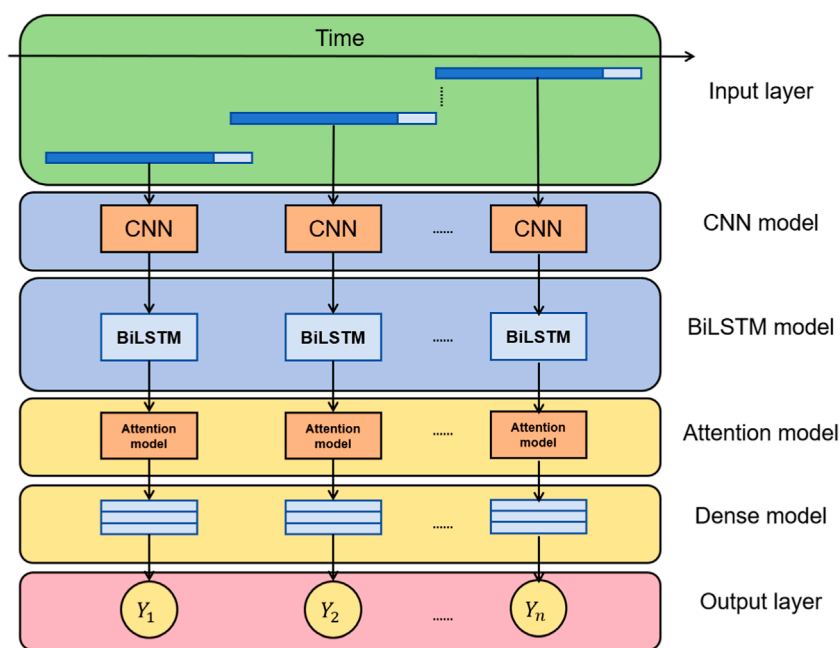 Time
Input layer
CNN
CNN
......
CNN
CNN model
BiLSTM
BiLSTM
......
BiLSTM
BiLSTM model
Attention
model
Attention
model
......
Attention
model
Attention model
......
Dense model
Y₁
Y₂
......
Yₙ
Output layer